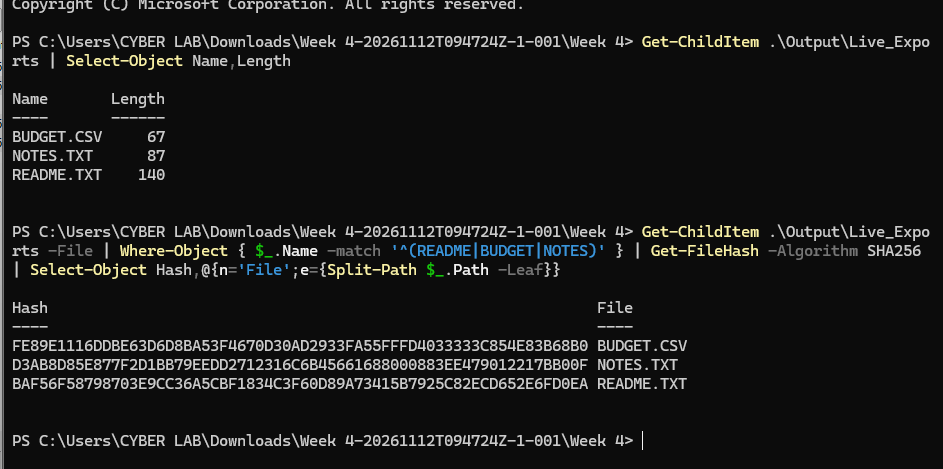 Copyright (C) Microsoft Corporation. All rights reserved.
PS C:\Users\CYBER LAB\Downloads\Week 4-20261112T094724Z-1-001\Week 4> Get-ChildItem .\Output\Live_Expo
rts | Select-Object Name,Length
Name       Length
----       ------
BUDGET.CSV     67
NOTES.TXT      87
README.TXT    140
PS C:\Users\CYBER LAB\Downloads\Week 4-20261112T094724Z-1-001\Week 4> Get-ChildItem .\Output\Live_Expo
rts -File | Where-Object { $_.Name -match '^(README|BUDGET|NOTES)' } | Get-FileHash -Algorithm SHA256
| Select-Object Hash,@{n='File';e={Split-Path $_.Path -Leaf}}
Hash                                                             File
----                                                             ----
FE89E1116DDBE63D6D8BA53F4670D30AD2933FA55FFFD4033333C854E83B68B0 BUDGET.CSV
D3AB8D85E877F2D1BB79EEDD2712316C6B45661688000883EE479012217BB00F NOTES.TXT
BAF56F58798703E9CC36A5CBF1834C3F60D89A73415B7925C82ECD652E6FD0EA README.TXT
PS C:\Users\CYBER LAB\Downloads\Week 4-20261112T094724Z-1-001\Week 4>